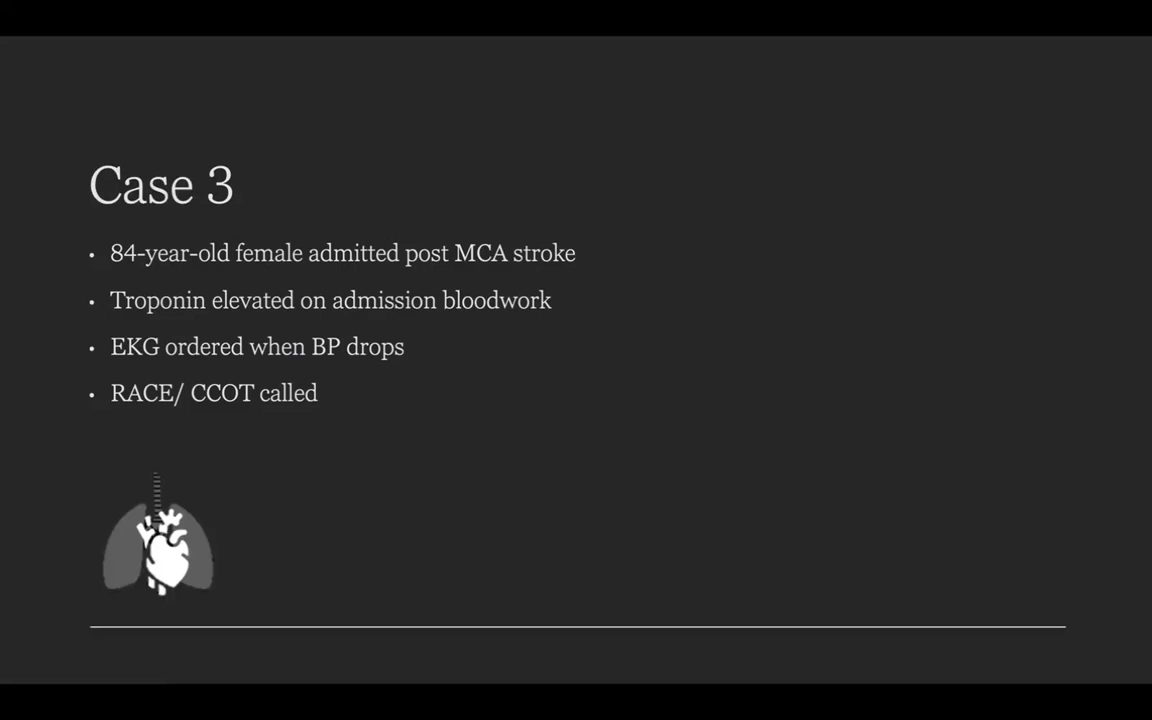 Case 3
• 84-year-old female admitted post MCA stroke
• Troponin elevated on admission bloodwork
• EKG ordered when BP drops
• RACE/ CCOT called